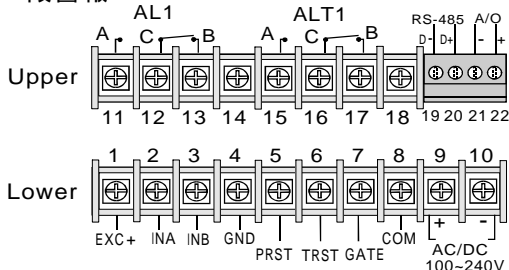 AL1 ALT1 RS-485 A/O
A C B A C B D- D+ - +
Upper
11 12 13 14 15 16 17 18 19 20 21 22
1 2 3 4 5 6 7 8 9 10
Lower
+ -
EXC+ INA INB GND PRST TRST GATE COM AC/DC
100~240V